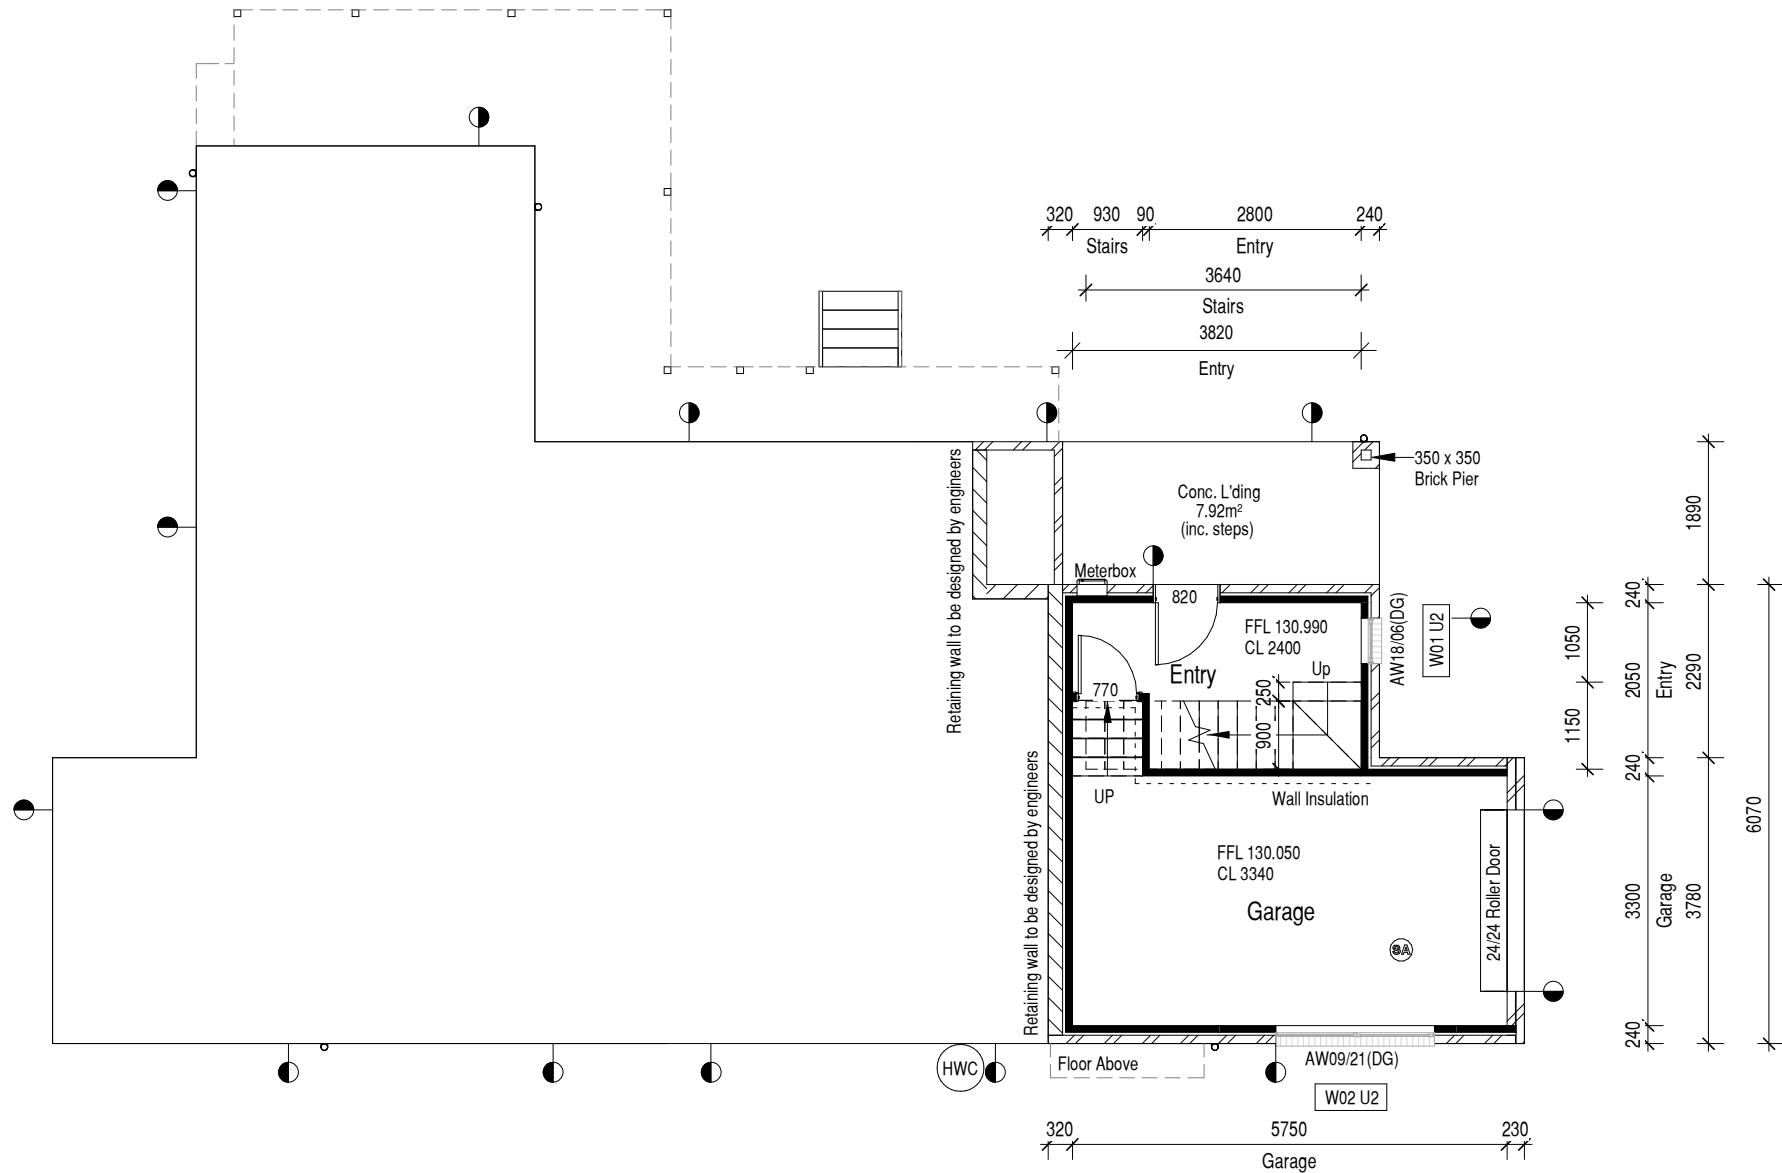 320 930 90 2800 240
Stairs Entry
3640
Stairs
3820
Entry
350 x 350
Brick Pier
Conc. L'ding
7.92m²
(inc. steps)
Retaining wall to be designed by engineers
Meterbox
820
FFL 130.990
CL 2400
Entry
Up
770
250
900
UP
Wall Insulation
AW18/06(DG)
W01 U2
1050
1150
240
2050
Entry
240
3300
Garage
240
1890
2290
3780
6070
Retaining wall to be designed by engineers
FFL 130.050
CL 3340
Garage
SA
24/24 Roller Door
HWC
Floor Above
AW09/21(DG)
W02 U2
320 5750 230
Garage